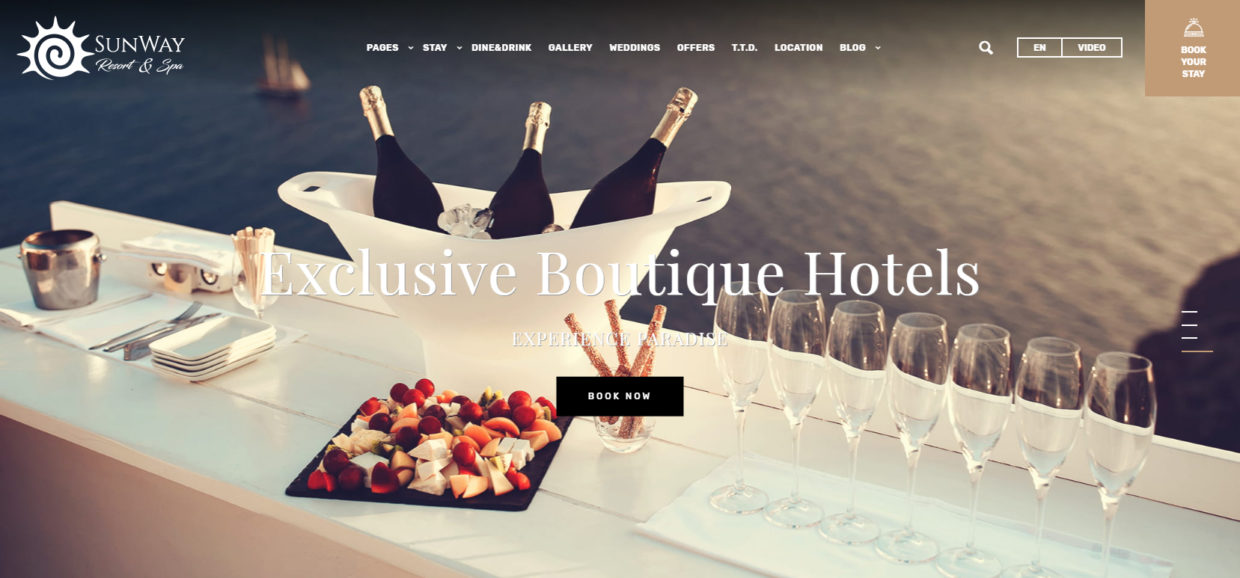 SUNWAY
Resort & Spa
PAGES STAY DINE&DRINK GALLERY WEDDINGS OFFERS T.T.D. LOCATION BLOG
EN VIDEO
BOOK
YOUR
STAY
Exclusive Boutique Hotels
EXPERIENCE PARADISE
BOOK NOW